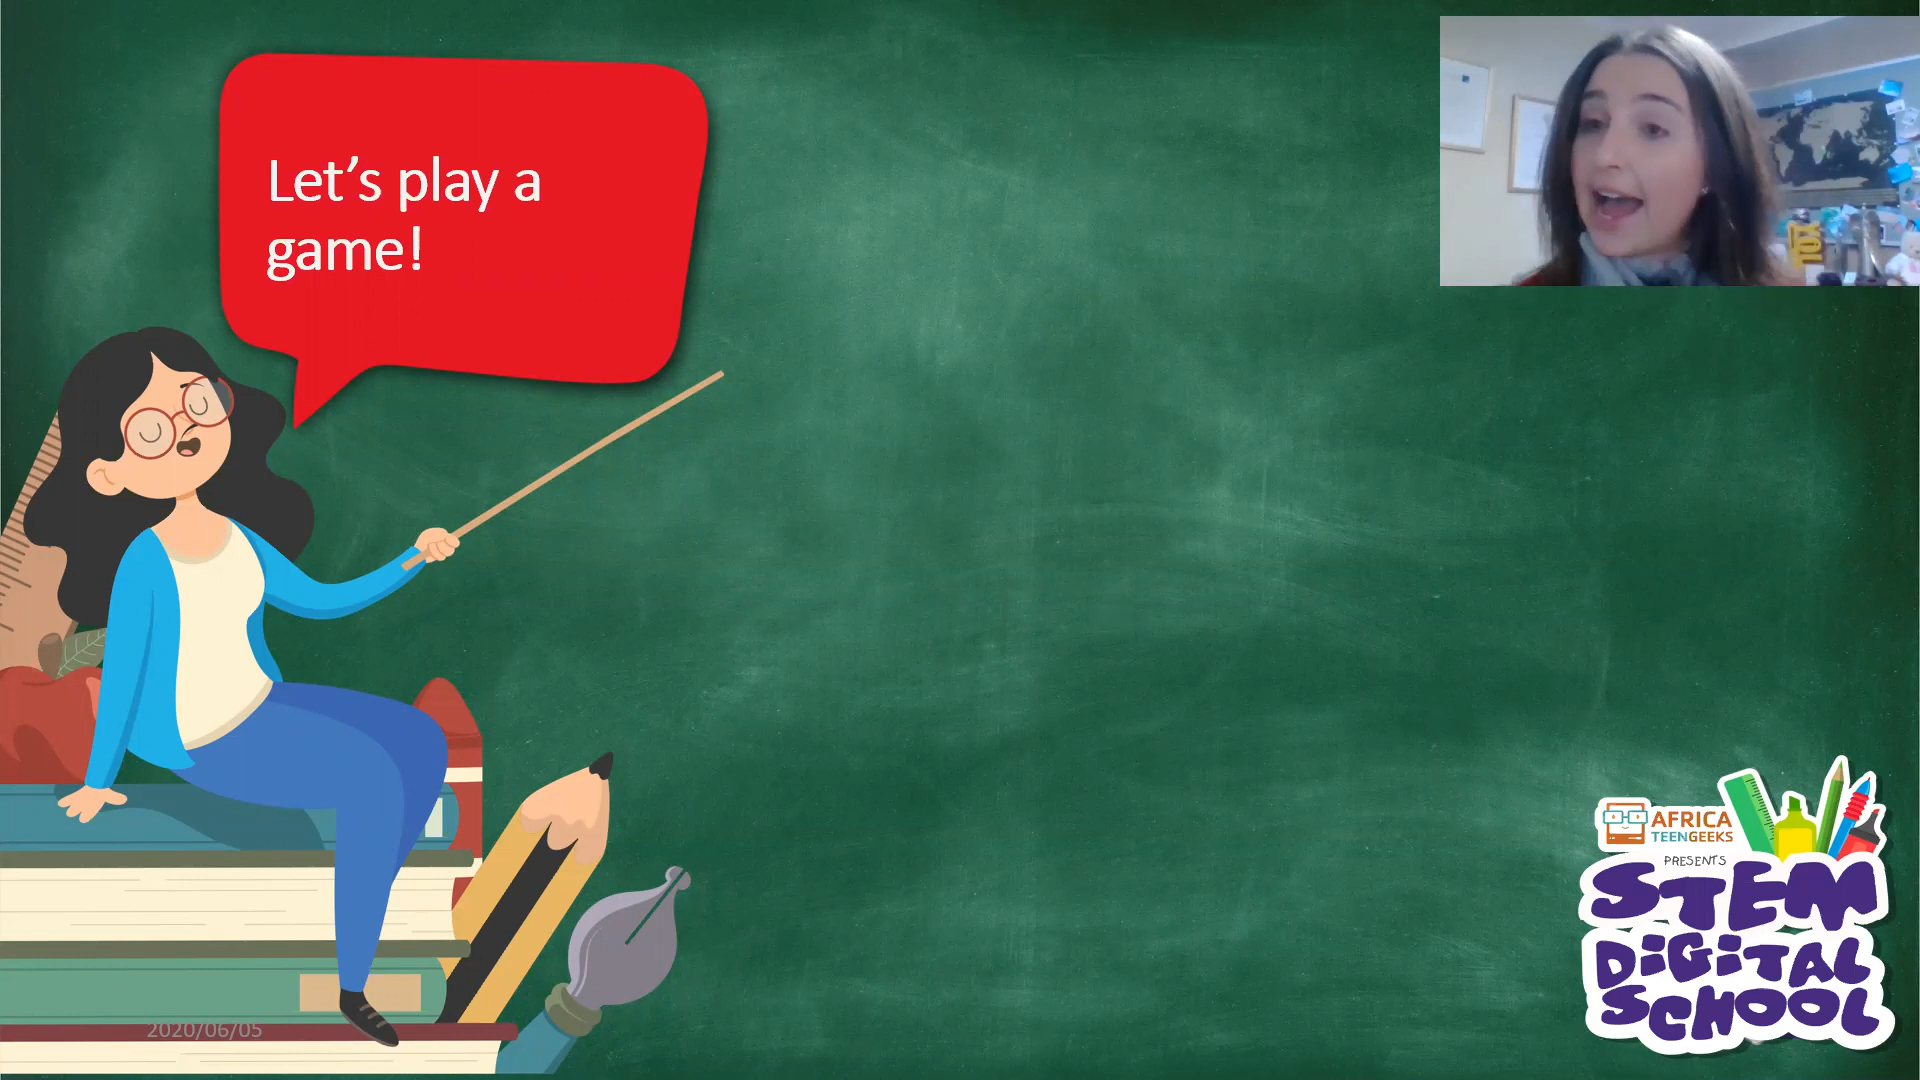 Let's play a
game!
AFRICA
TEENGEEKS
PRESENTS
STEM
DIGITAL
SCHOOL
2020/06/05